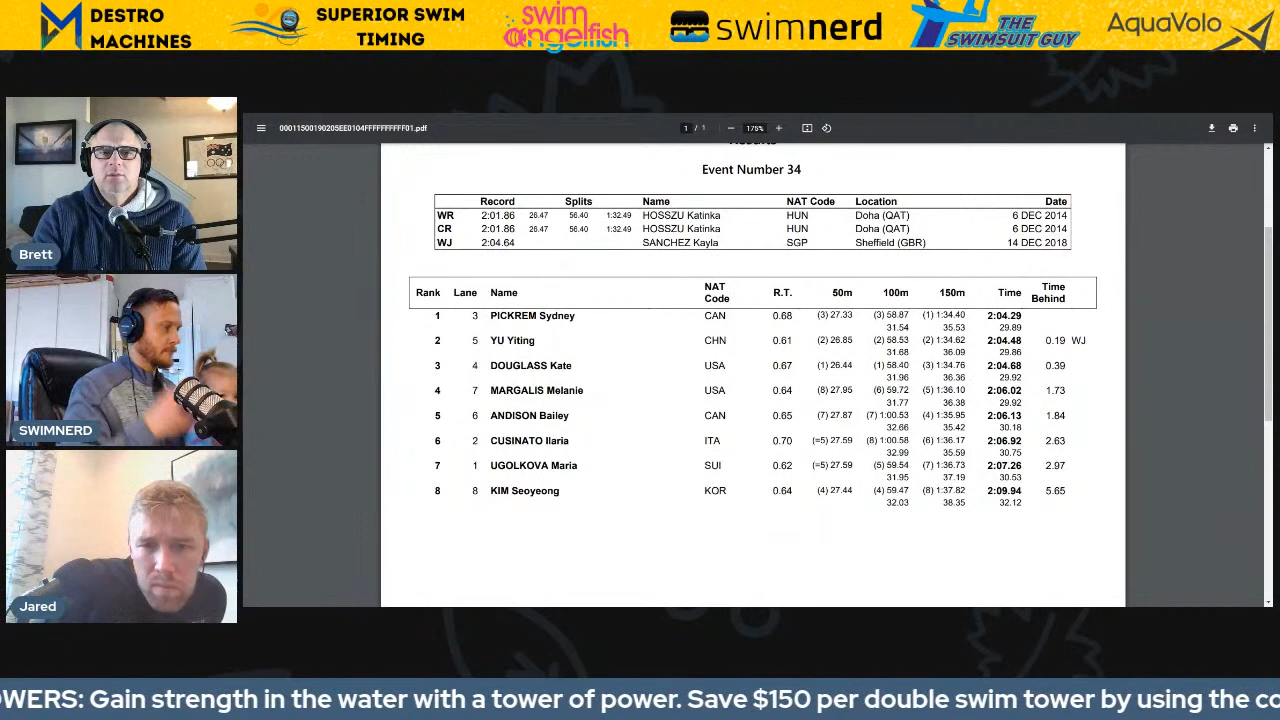 DESTRO
MACHINES
SUPERIOR SWIM
TIMING
swim
angelfish
swimnerd
THE
SWIMSUIT GUY
AquaVolo
00011500190205EE0104FFFFFFFFFF01.pdf
1 / 1
175%
Event Number 34
Record Splits Name NAT Code Location Date
WR 2:01.86 26.47 56.40 1:32.49 HOSSZU Katinka HUN Doha (QAT) 6 DEC 2014
CR 2:01.86 26.47 56.40 1:32.49 HOSSZU Katinka HUN Doha (QAT) 6 DEC 2014
WJ 2:04.64 SANCHEZ Kayla SGP Sheffield (GBR) 14 DEC 2018
Rank Lane Name NAT Code R.T. 50m 100m 150m Time Time Behind
1 3 PICKREM Sydney CAN 0.68 (3) 27.33 (3) 58.87 (1) 1:34.40 2:04.29
31.54 35.53 29.89
2 5 YU Yiting CHN 0.61 (2) 26.85 (2) 58.53 (2) 1:34.62 2:04.48 0.19 WJ
31.68 36.09 29.86
3 4 DOUGLASS Kate USA 0.67 (1) 26.44 (1) 58.40 (3) 1:34.76 2:04.68 0.39
31.96 36.36 29.92
4 7 MARGALIS Melanie USA 0.64 (8) 27.95 (6) 59.72 (5) 1:36.10 2:06.02 1.73
31.77 36.38 29.92
5 6 ANDISON Bailey CAN 0.65 (7) 27.87 (7) 1:00.53 (4) 1:35.95 2:06.13 1.84
32.66 35.42 30.18
6 2 CUSINATO Ilaria ITA 0.70 (=5) 27.59 (8) 1:00.58 (6) 1:36.17 2:06.92 2.63
32.99 35.59 30.75
7 1 UGOLKOVA Maria SUI 0.62 (=5) 27.59 (5) 59.54 (7) 1:36.73 2:07.26 2.97
31.95 37.19 30.53
8 8 KIM Seoyeong KOR 0.64 (4) 27.44 (4) 59.47 (8) 1:37.82 2:09.94 5.65
32.03 38.35 32.12
Brett
SWIMNERD
Jared
OWERS: Gain strength in the water with a tower of power. Save $150 per double swim tower by using the co